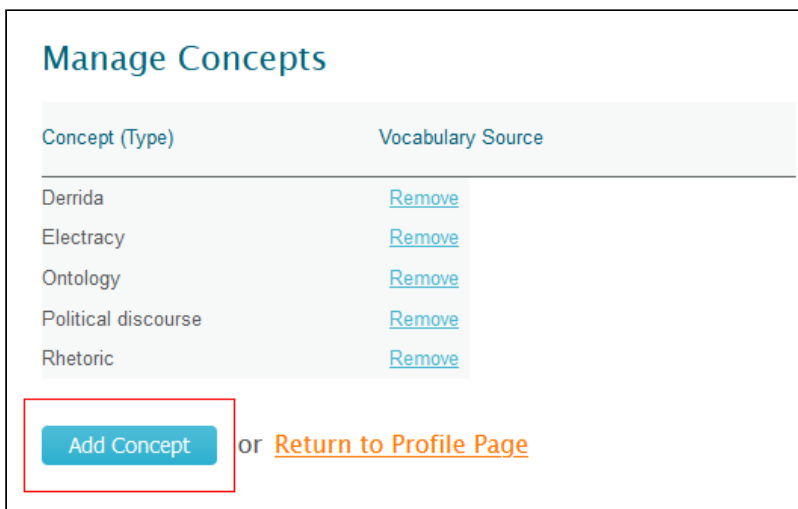 Manage Concepts
Concept (Type) Vocabulary Source
Derrida Remove
Electracy Remove
Ontology Remove
Political discourse Remove
Rhetoric Remove
Add Concept or Return to Profile Page